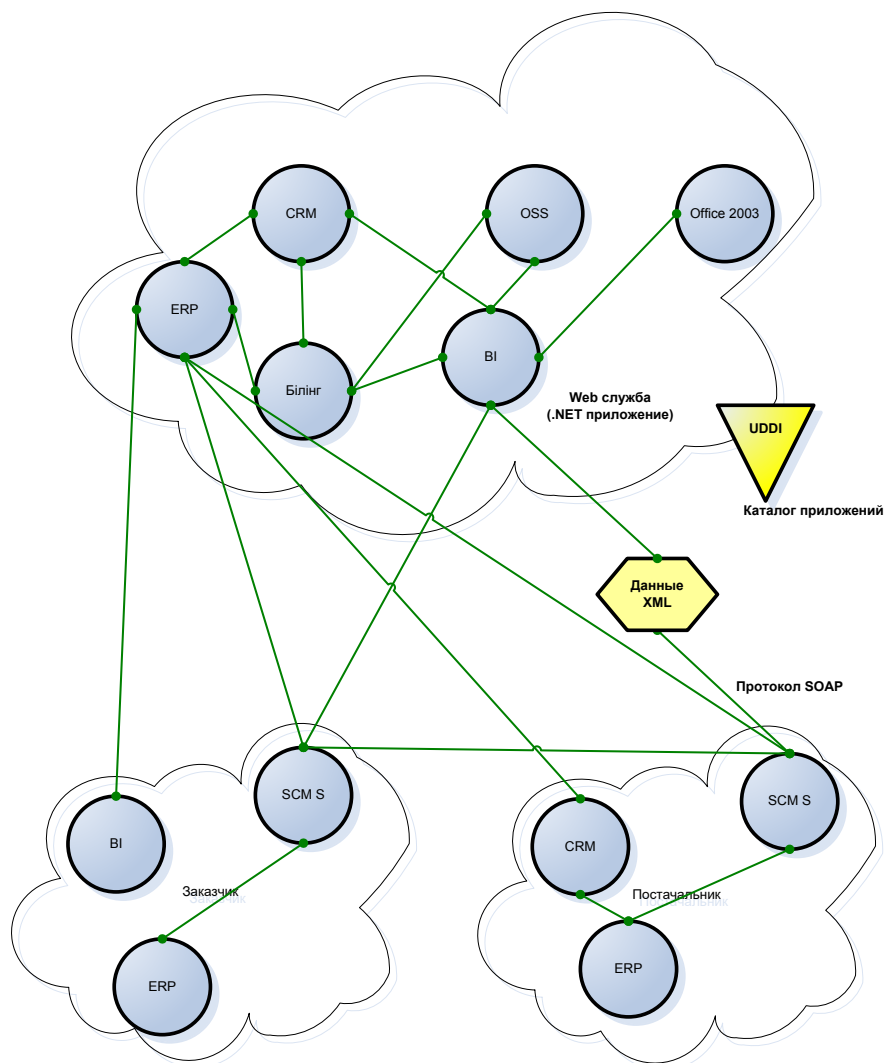 CRM
OSS
Office 2003
ERP
Білінг
BI
Web служба
(.NET приложение)
UDDI
Каталог приложений
Данные
XML
Протокол SOAP
SCM S
SCM S
BI
CRM
Заказчик
Постачальник
ERP
ERP